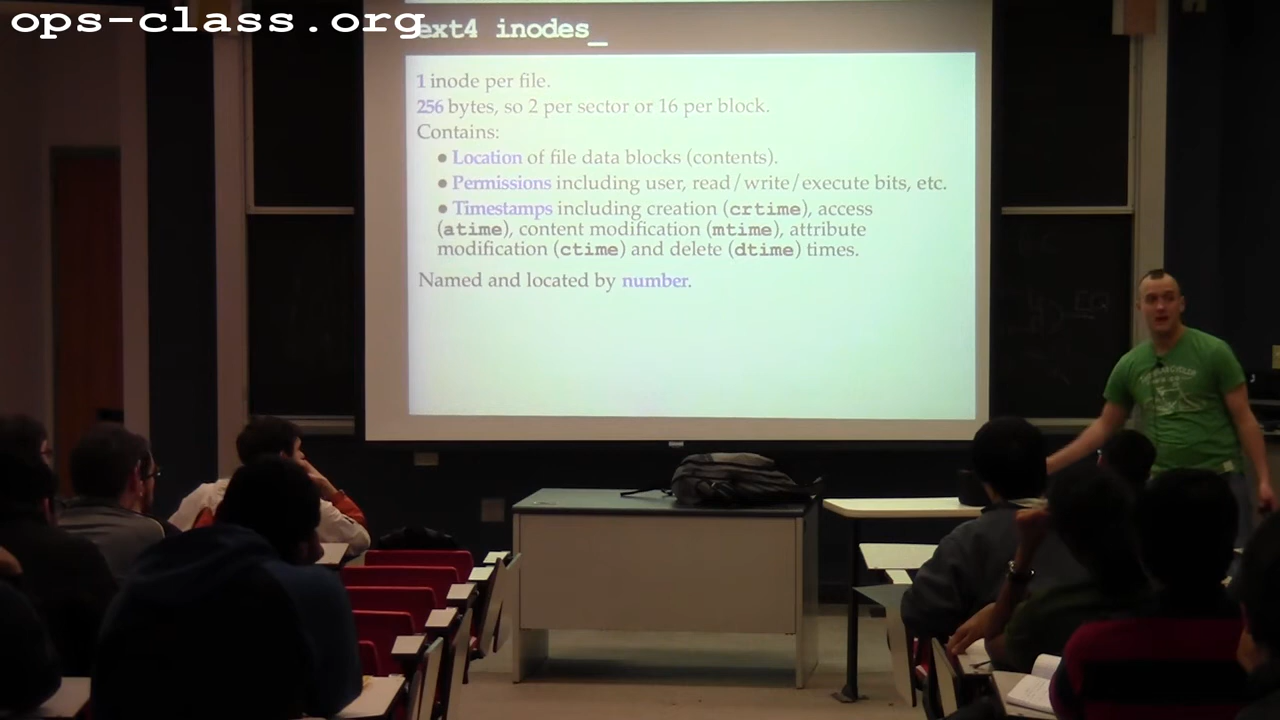 ops-class.org
ext4 inodes_
1 inode per file.
256 bytes, so 2 per sector or 16 per block.
Contains:
● Location of file data blocks (contents).
● Permissions including user, read/write/execute bits, etc.
● Timestamps including creation (crtime), access
(atime), content modification (mtime), attribute
modification (ctime) and delete (dtime) times.
Named and located by number.